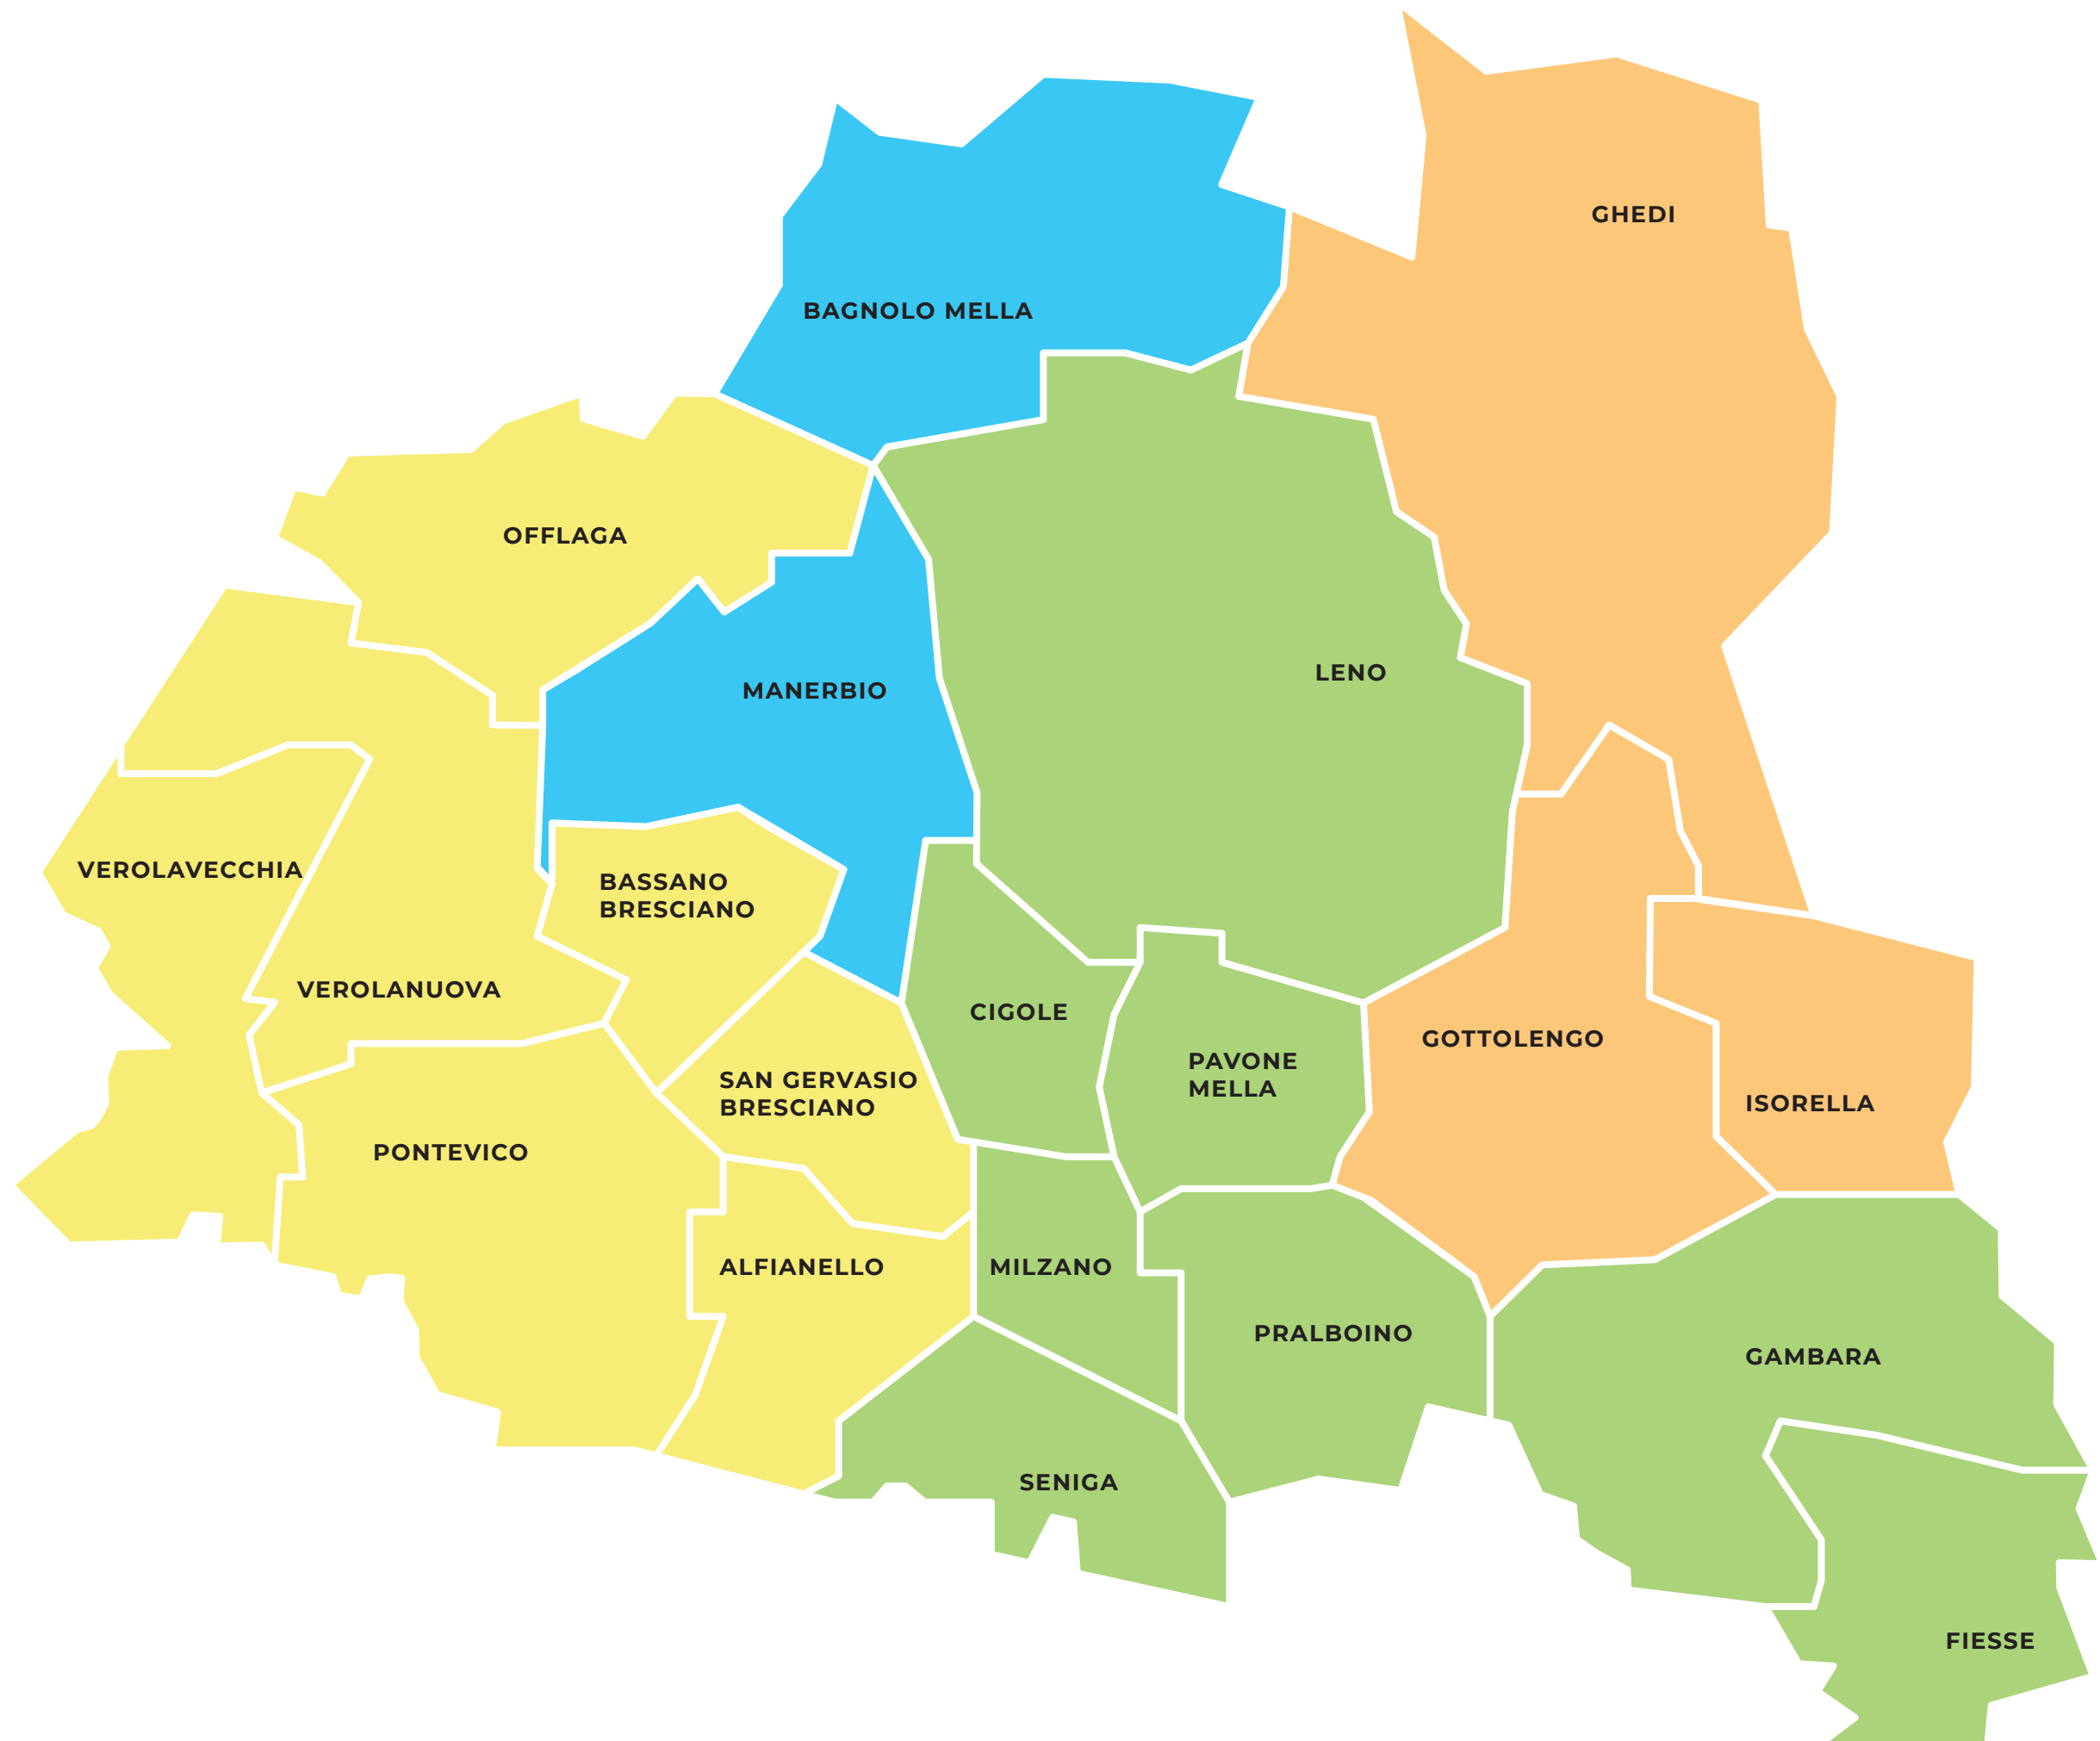 GHEDI
BAGNOLO MELLA
OFFLAGA
LENO
MANERBIO
VEROLAVECCHIA
BASSANO
BRESCIANO
VEROLANUOVA
CIGOLE
GOTTOLENGO
PAVONE
MELLA
SAN GERVASIO
BRESCIANO
ISORELLA
PONTEVICO
ALFIANELLO
MILZANO
PRALBOINO
GAMBARA
SENIGA
FIESSE